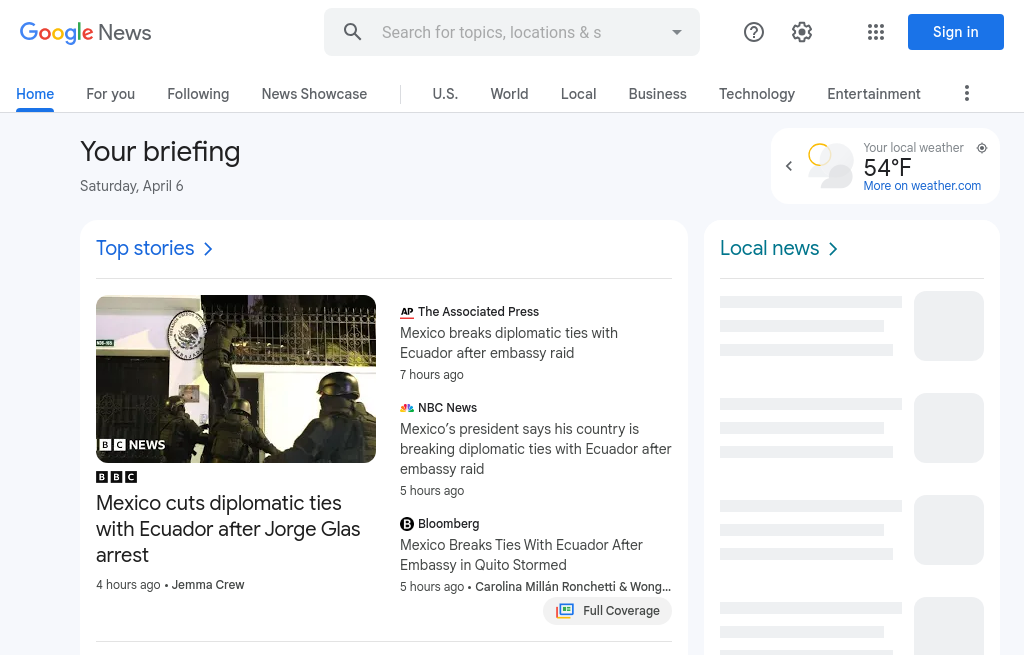 Google News
Search for topics, locations & s
Sign in
Home
For you
Following
News Showcase
U.S.
World
Local
Business
Technology
Entertainment
Your briefing
Saturday, April 6
Your local weather
54°F
More on weather.com
Top stories
BBC NEWS
BBC
Mexico cuts diplomatic ties
with Ecuador after Jorge Glas
arrest
4 hours ago • Jemma Crew
AP The Associated Press
Mexico breaks diplomatic ties with
Ecuador after embassy raid
7 hours ago
NBC News
Mexico’s president says his country is
breaking diplomatic ties with Ecuador after
embassy raid
5 hours ago
B Bloomberg
Mexico Breaks Ties With Ecuador After
Embassy in Quito Stormed
5 hours ago • Carolina Millán Ronchetti & Wong...
Full Coverage
Local news